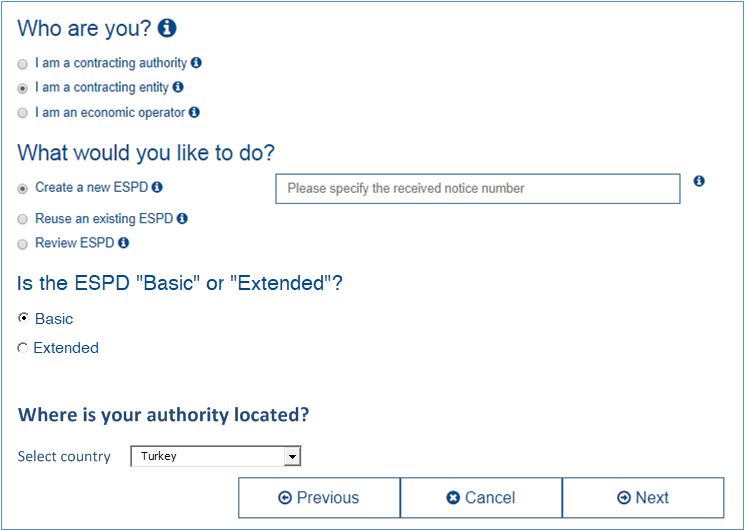 Who are you?
I am a contracting authority
I am a contracting entity
I am an economic operator
What would you like to do?
Create a new ESPD
Please specify the received notice number
Reuse an existing ESPD
Review ESPD
Is the ESPD "Basic" or "Extended"?
Basic
Extended
Where is your authority located?
Select country Turkey
Previous Cancel Next